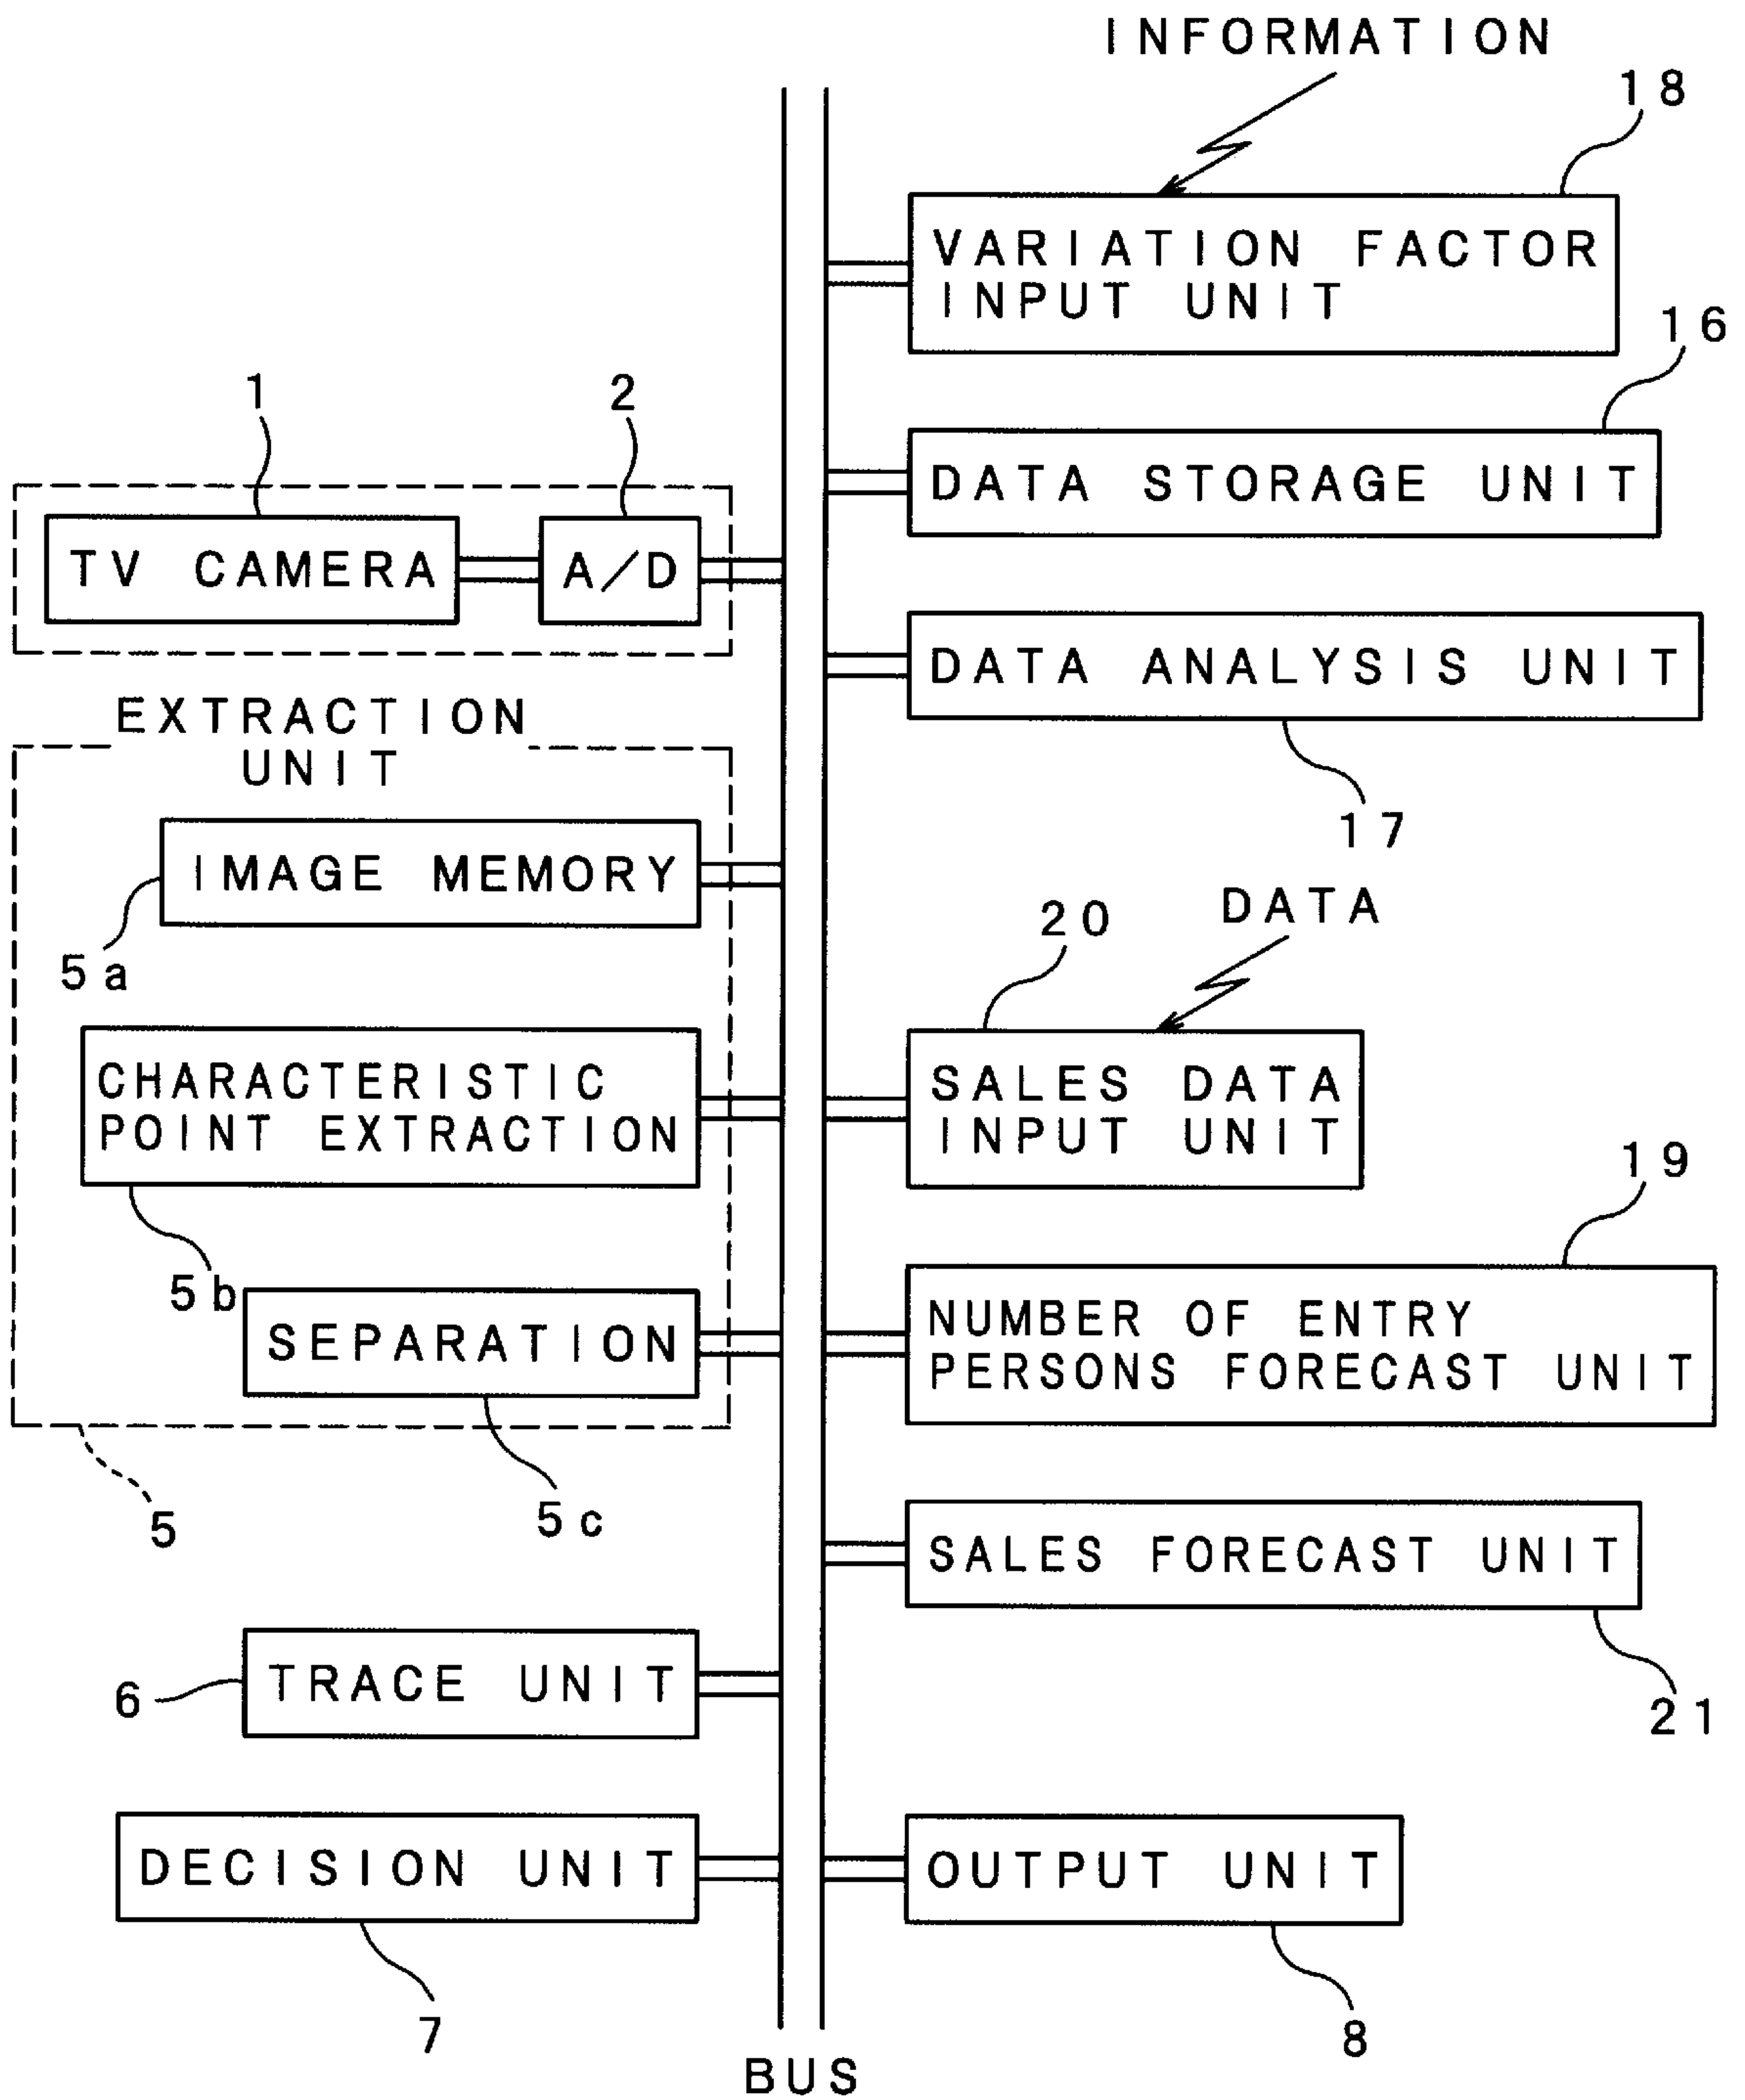 INFORMATION
18
VARIATION FACTOR
INPUT UNIT
16
DATA STORAGE UNIT
1
2
TV CAMERA
A/D
DATA ANALYSIS UNIT
17
EXTRACTION
UNIT
IMAGE MEMORY
5a
DATA
20
CHARACTERISTIC
POINT EXTRACTION
5b
SALES DATA
INPUT UNIT
19
SEPARATION
5c
5
NUMBER OF ENTRY
PERSONS FORECAST UNIT
SALES FORECAST UNIT
21
6
TRACE UNIT
DECISION UNIT
7
OUTPUT UNIT
8
BUS